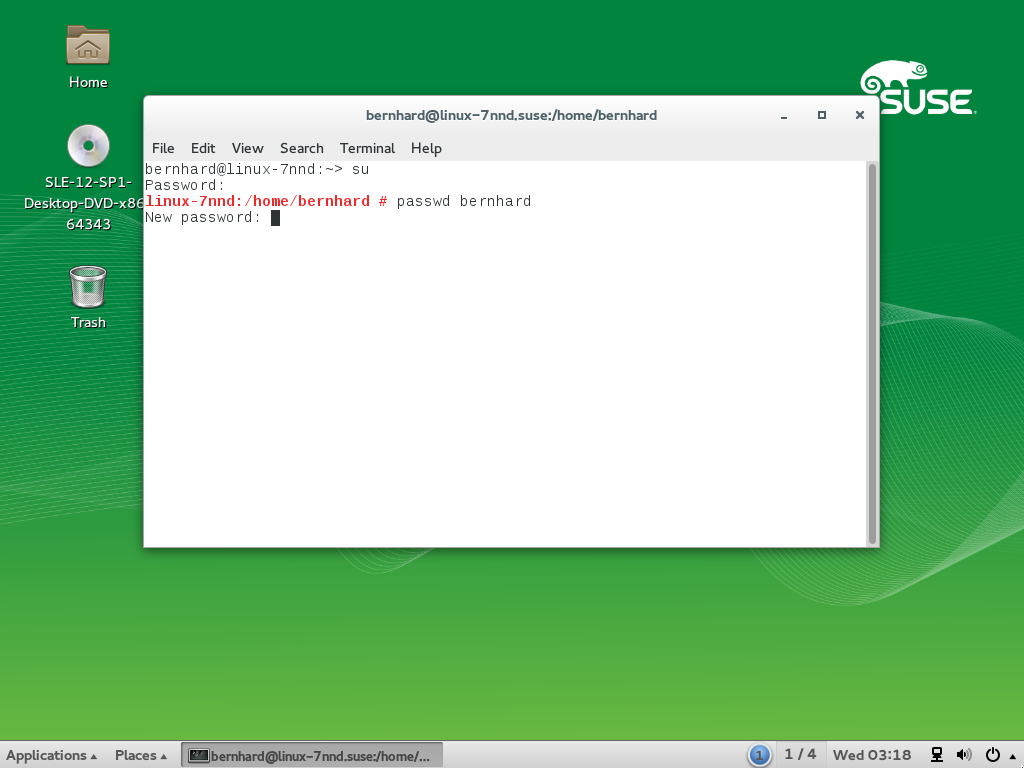 Home
SLE-12-SP1-
Desktop-DVD-x86
64343
Trash
SUSE
bernhard@linux-7nnd.suse:/home/bernhard
File Edit View Search Terminal Help
bernhard@linux-7nnd:~> su
Password:
linux-7nnd:/home/bernhard # passwd bernhard
New password:
Applications Places bernhard@linux-7nnd.suse:/home/... 1 1 / 4 Wed 03:18